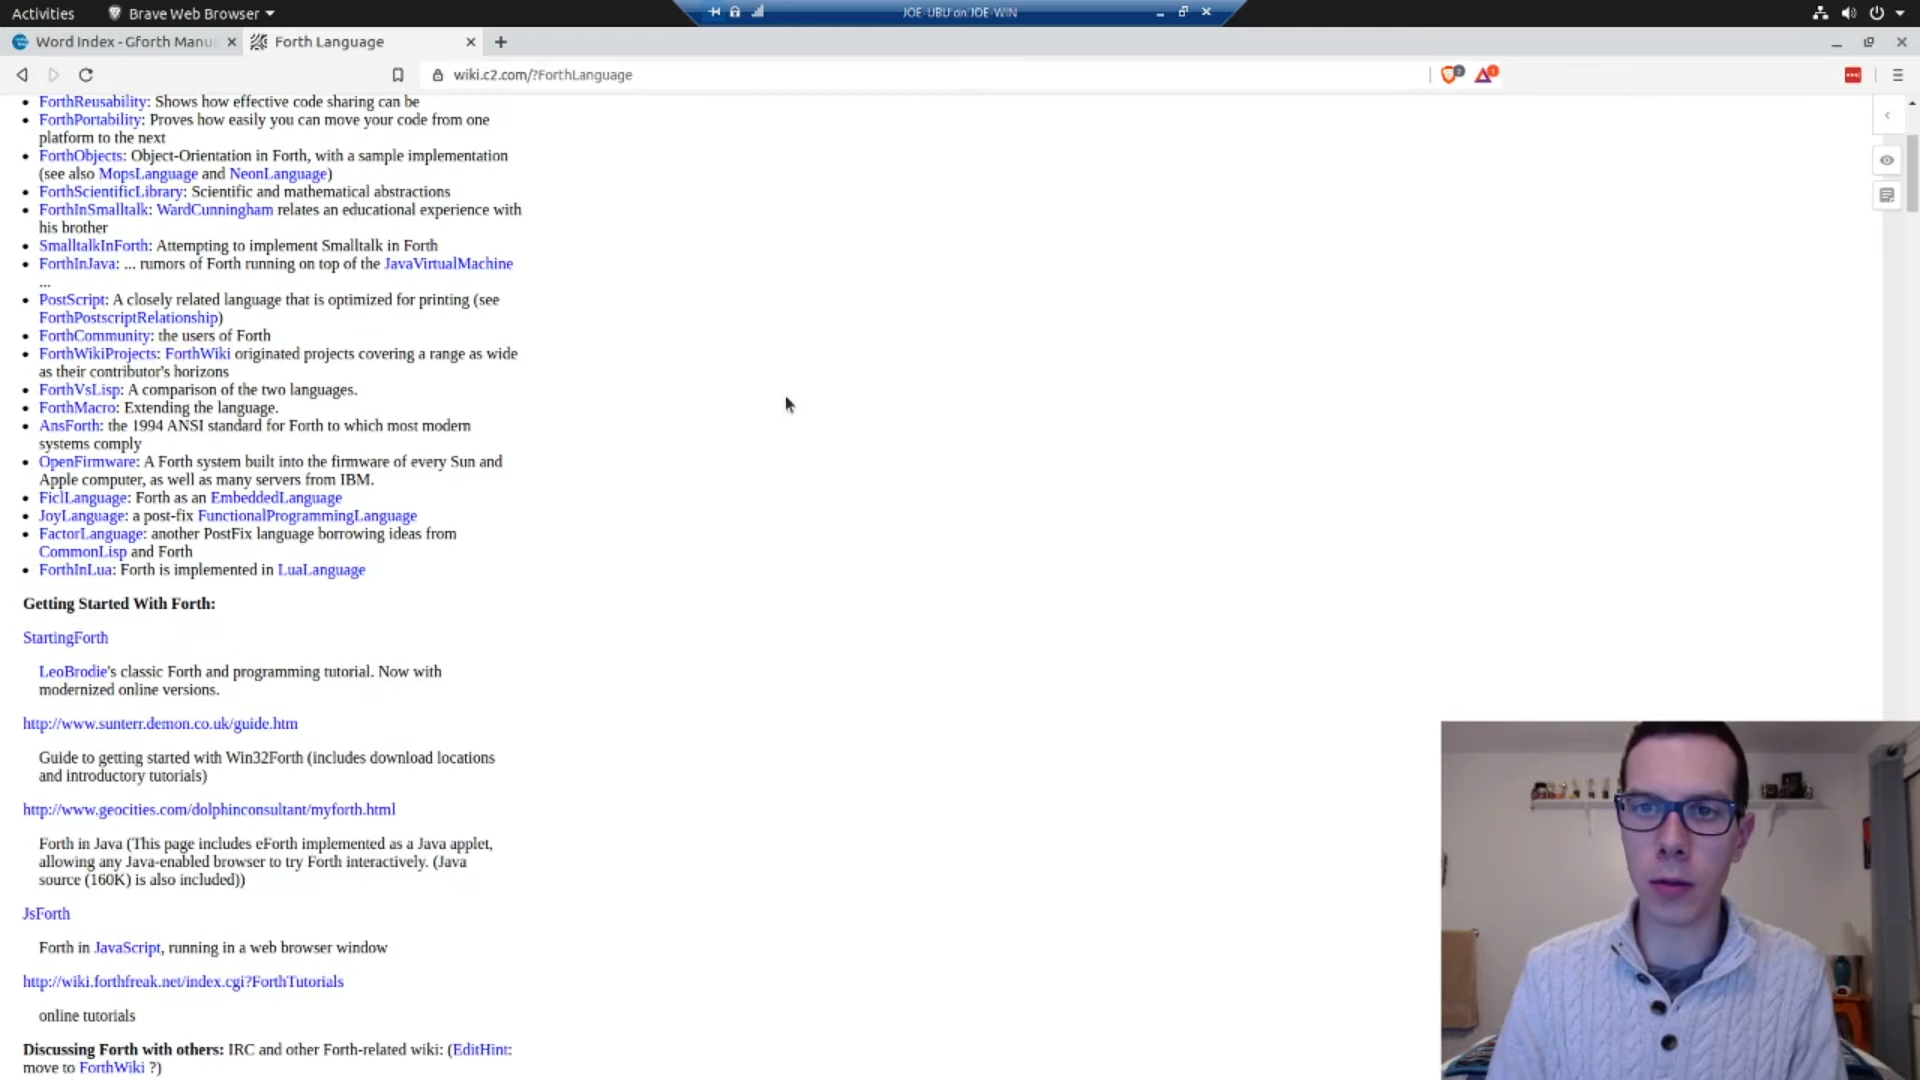 Activities
Brave Web Browser
JOE-UBU on JOE-WIN
Word Index - Gforth Manu
Forth Language
wiki.c2.com/?ForthLanguage
2
1
ForthReusability: Shows how effective code sharing can be
ForthPortability: Proves how easily you can move your code from one
platform to the next
ForthObjects: Object-Orientation in Forth, with a sample implementation
(see also MopsLanguage and NeonLanguage)
ForthScientificLibrary: Scientific and mathematical abstractions
ForthInSmalltalk: WardCunningham relates an educational experience with
his brother
SmalltalkInForth: Attempting to implement Smalltalk in Forth
ForthInJava: ... rumors of Forth running on top of the JavaVirtualMachine
...
PostScript: A closely related language that is optimized for printing (see
ForthPostscriptRelationship)
ForthCommunity: the users of Forth
ForthWikiProjects: ForthWiki originated projects covering a range as wide
as their contributor's horizons
ForthVsLisp: A comparison of the two languages.
ForthMacro: Extending the language.
AnsForth: the 1994 ANSI standard for Forth to which most modern
systems comply
OpenFirmware: A Forth system built into the firmware of every Sun and
Apple computer, as well as many servers from IBM.
FiclLanguage: Forth as an EmbeddedLanguage
JoyLanguage: a post-fix FunctionalProgrammingLanguage
FactorLanguage: another PostFix language borrowing ideas from
CommonLisp and Forth
ForthInLua: Forth is implemented in LuaLanguage
Getting Started With Forth:
StartingForth
LeoBrodie's classic Forth and programming tutorial. Now with
modernized online versions.
http://www.sunterr.demon.co.uk/guide.htm
Guide to getting started with Win32Forth (includes download locations
and introductory tutorials)
http://www.geocities.com/dolphinconsultant/myforth.html
Forth in Java (This page includes eForth implemented as a Java applet,
allowing any Java-enabled browser to try Forth interactively. (Java
source (160K) is also included))
JsForth
Forth in JavaScript, running in a web browser window
http://wiki.forthfreak.net/index.cgi?ForthTutorials
online tutorials
Discussing Forth with others: IRC and other Forth-related wiki: (EditHint:
move to ForthWiki ?)